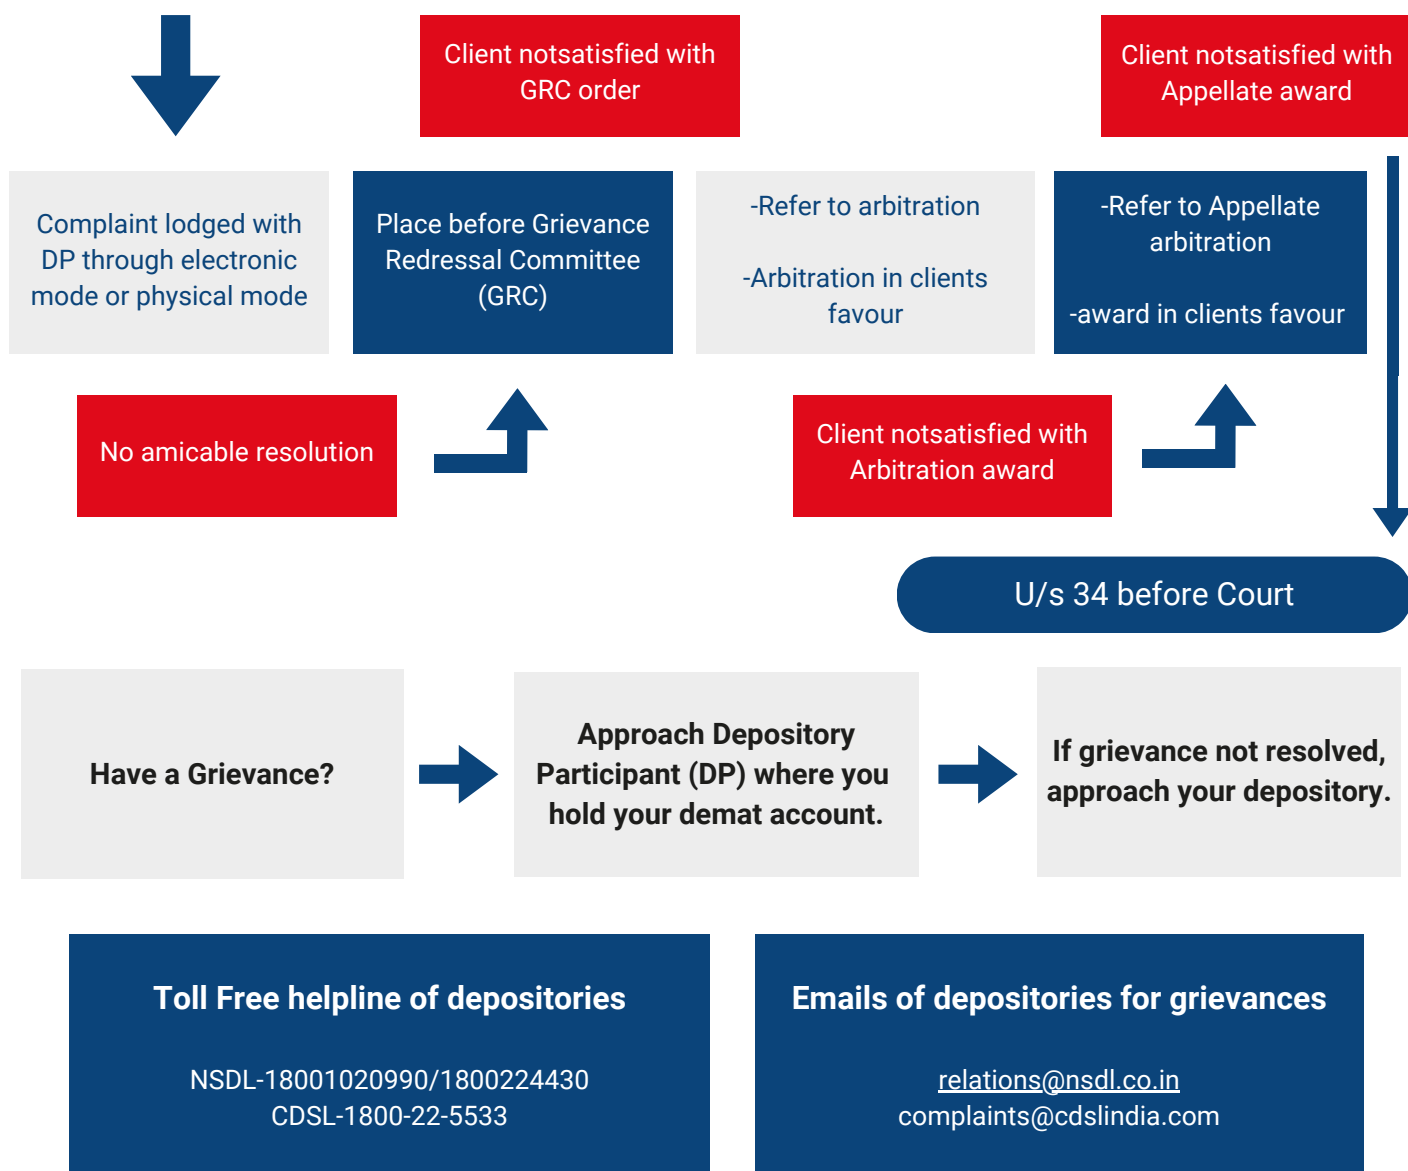 Client notsatisfied with
GRC order
Client notsatisfied with
Appellate award
Complaint lodged with
DP through electronic
mode or physical mode
Place before Grievance
Redressal Committee
(GRC)
-Refer to arbitration
-Arbitration in clients
favour
-Refer to Appellate
arbitration
-award in clients favour
No amicable resolution
Client notsatisfied with
Arbitration award
U/s 34 before Court
Have a Grievance?
Approach Depository
Participant (DP) where you
hold your demat account.
If grievance not resolved,
approach your depository.
Toll Free helpline of depositories
NSDL-18001020990/1800224430
CDSL-1800-22-5533
Emails of depositories for grievances
relations@nsdl.co.in
complaints@cdslindia.com